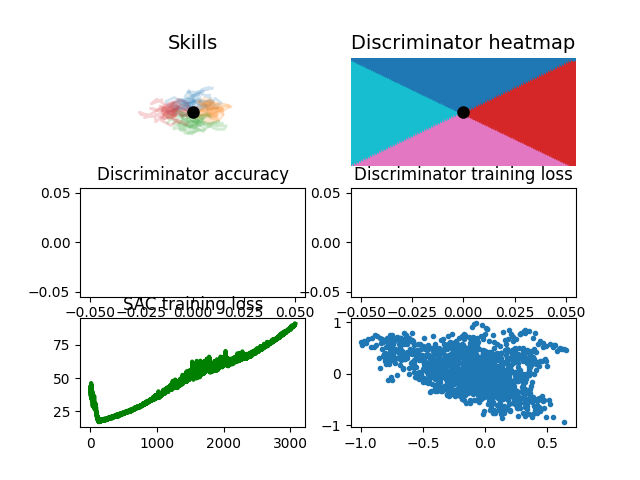 Skills
Discriminator heatmap
Discriminator accuracy
Discriminator training loss
0.05
0.00
−0.05
0.05
0.00
−0.05
−0.050 −0.025 0.000 0.025 0.050
−0.050 −0.025 0.000 0.025 0.050
SAC training loss
75
50
25
0 1000 2000 3000
1
0
−1
−1.0 −0.5 0.0 0.5